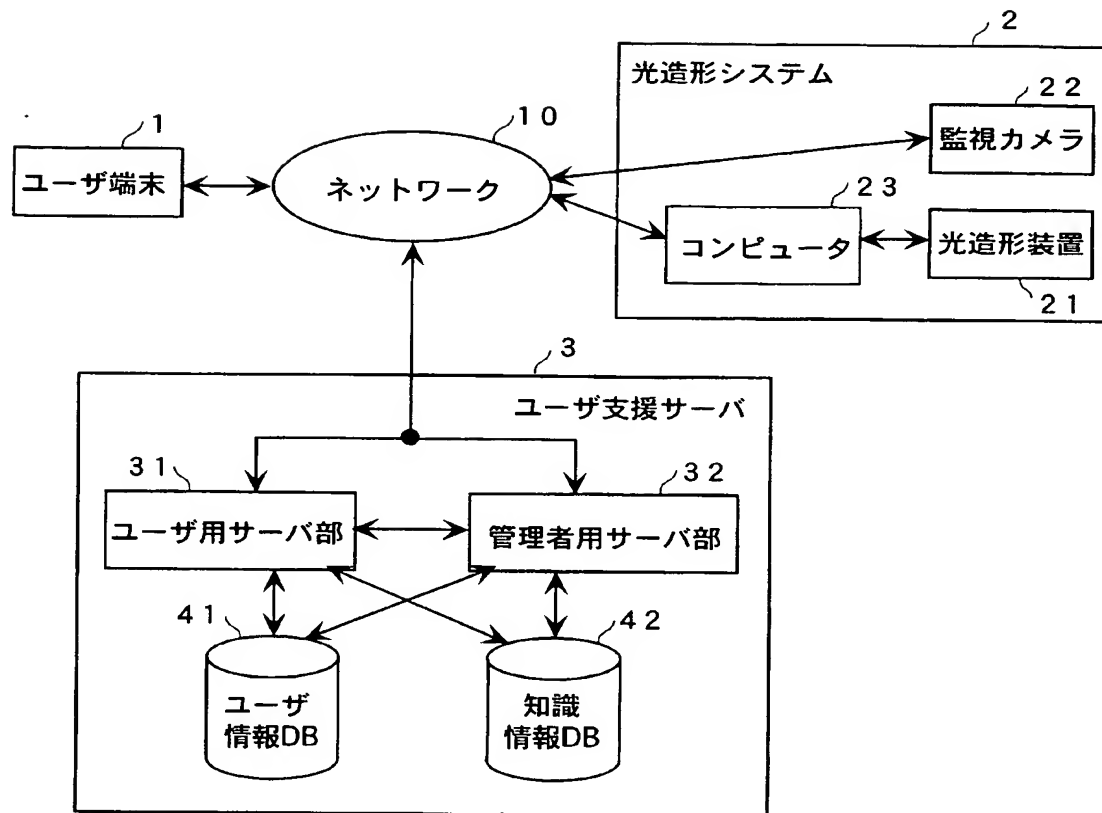 2
光造形システム
22
監視カメラ
1
ユーザ端末
10
ネットワーク
23
コンピュータ
光造形装置
21
3
ユーザ支援サーバ
31
ユーザ用サーバ部
32
管理者用サーバ部
41
ユーザ
情報DB
42
知識
情報DB